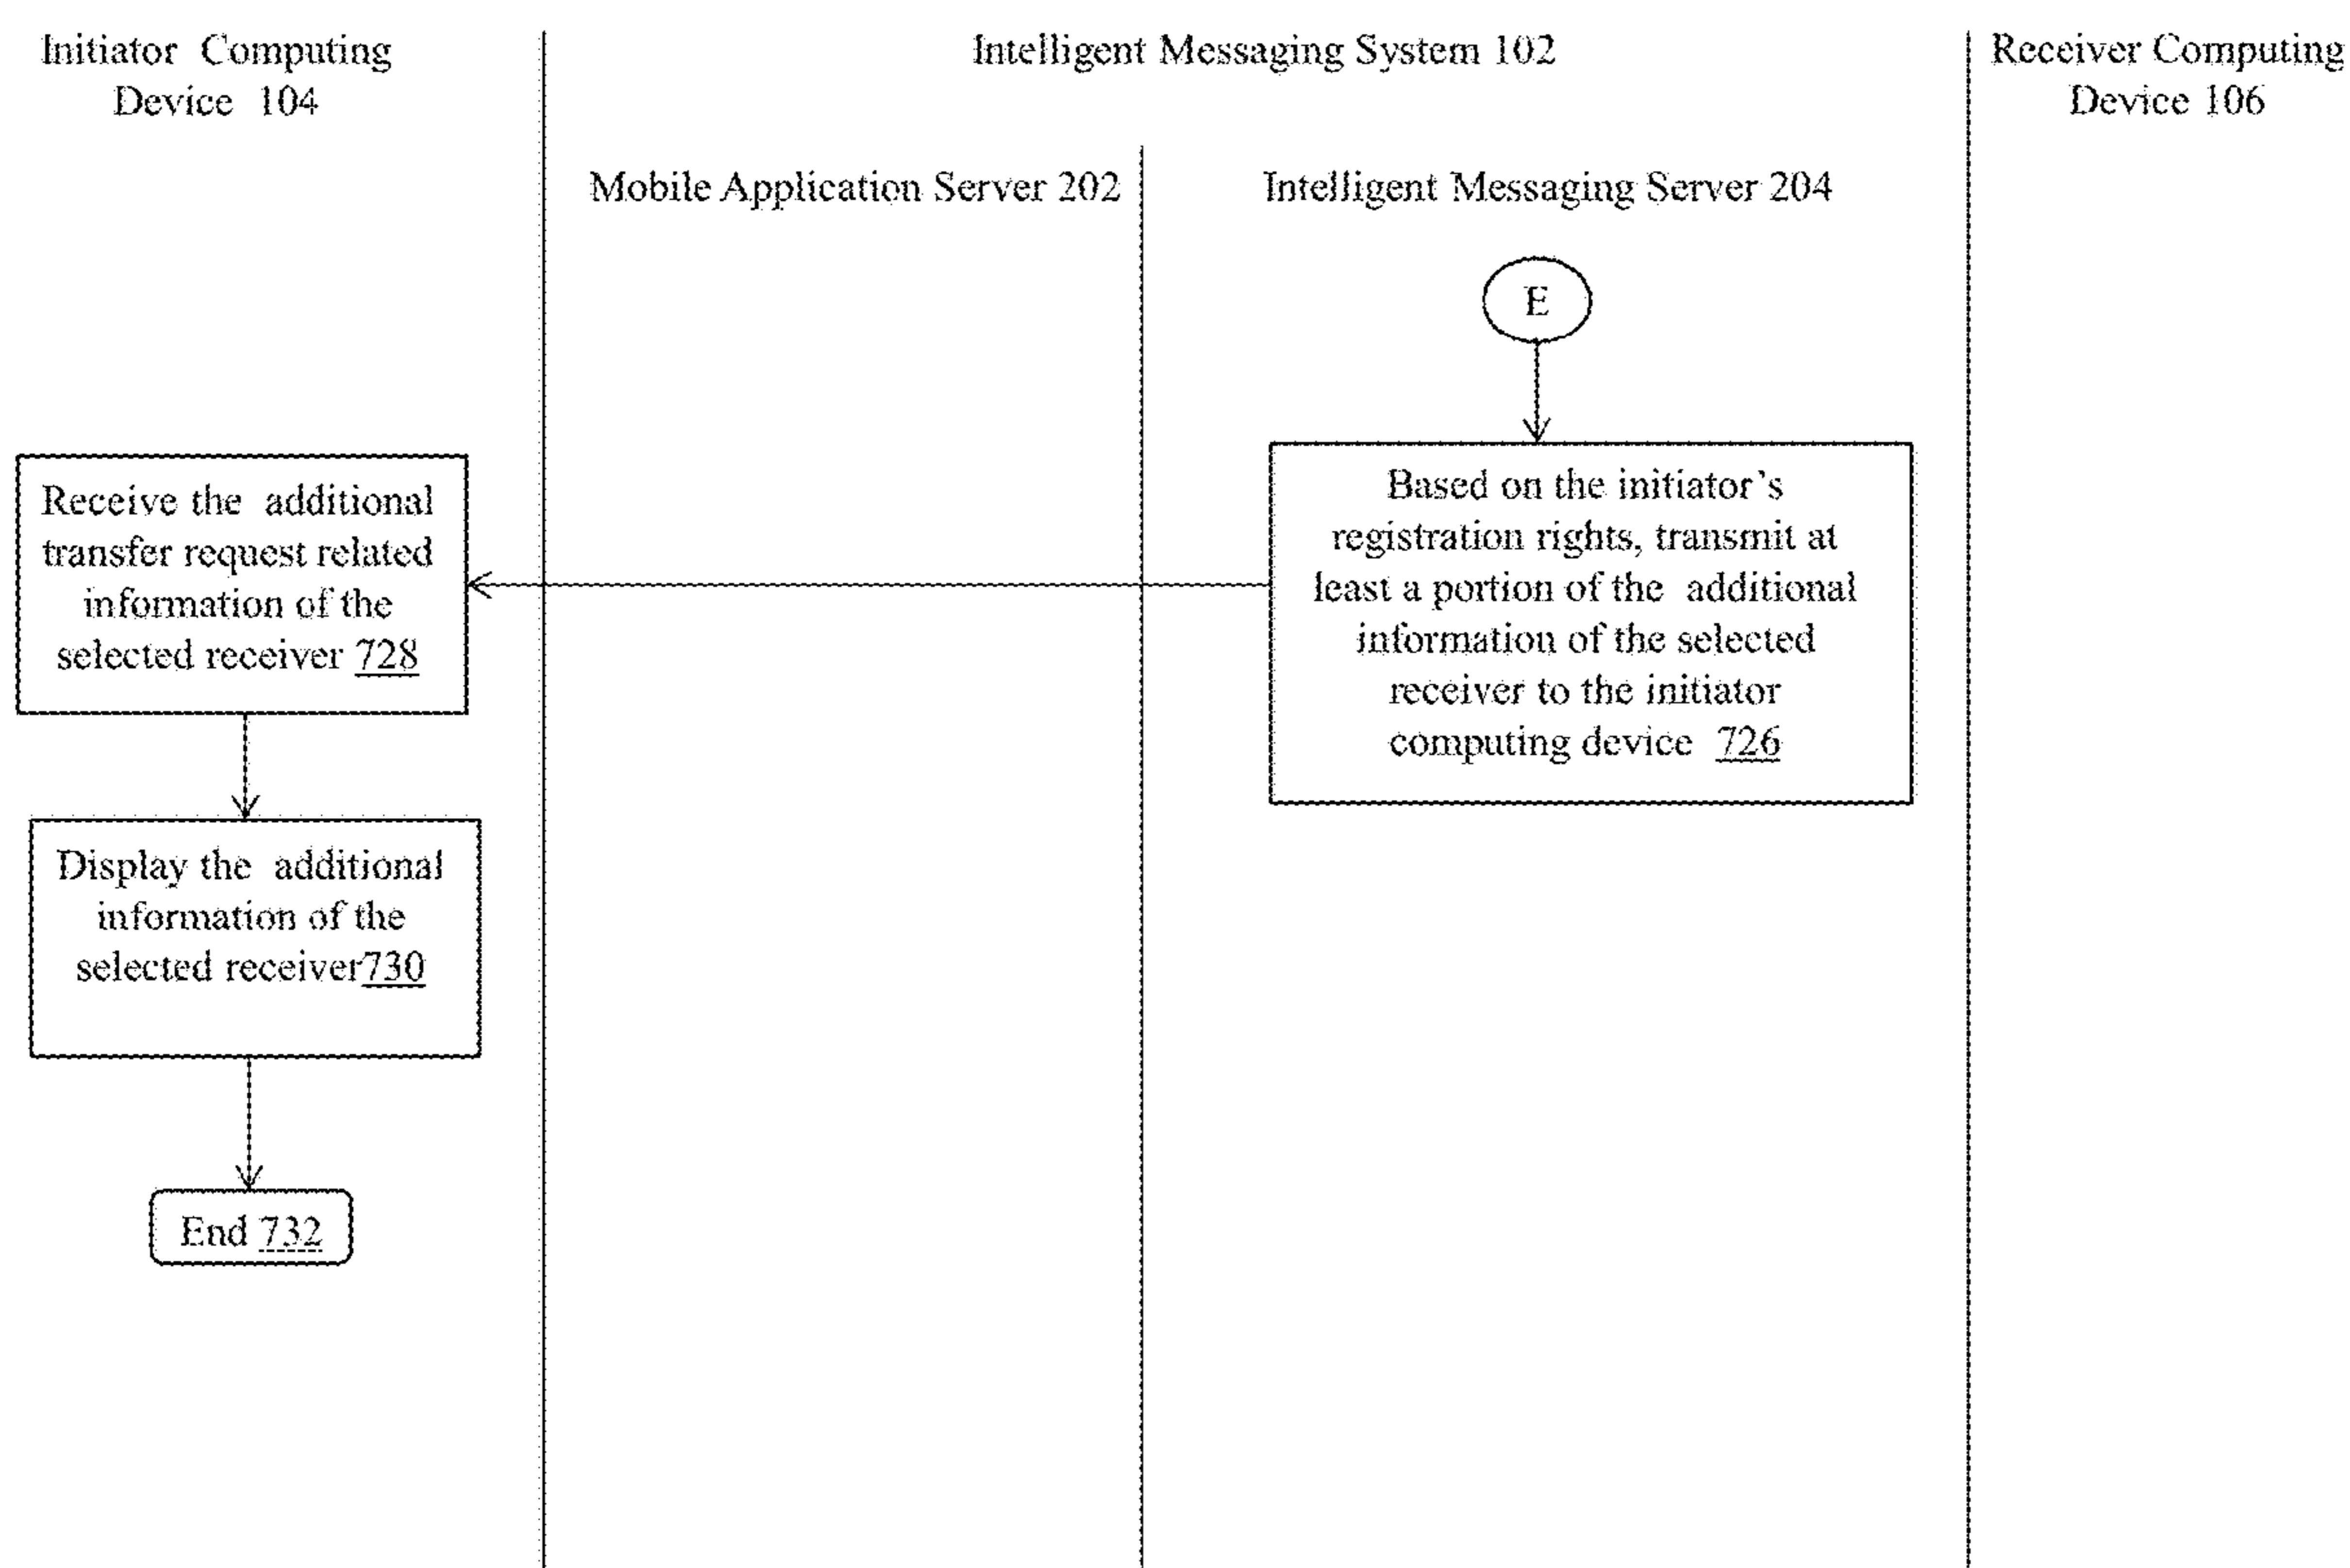 Initiator Computing
Device 104
Intelligent Messaging System 102
Receiver Computing
Device 106
Mobile Application Server 202
Intelligent Messaging Server 204
E
Based on the initiator's
registration rights, transmit at
least a portion of the additional
information of the selected
receiver to the initiator
computing device 726
Receive the additional
transfer request related
information of the
selected receiver 728
Display the additional
information of the
selected receiver730
End 732